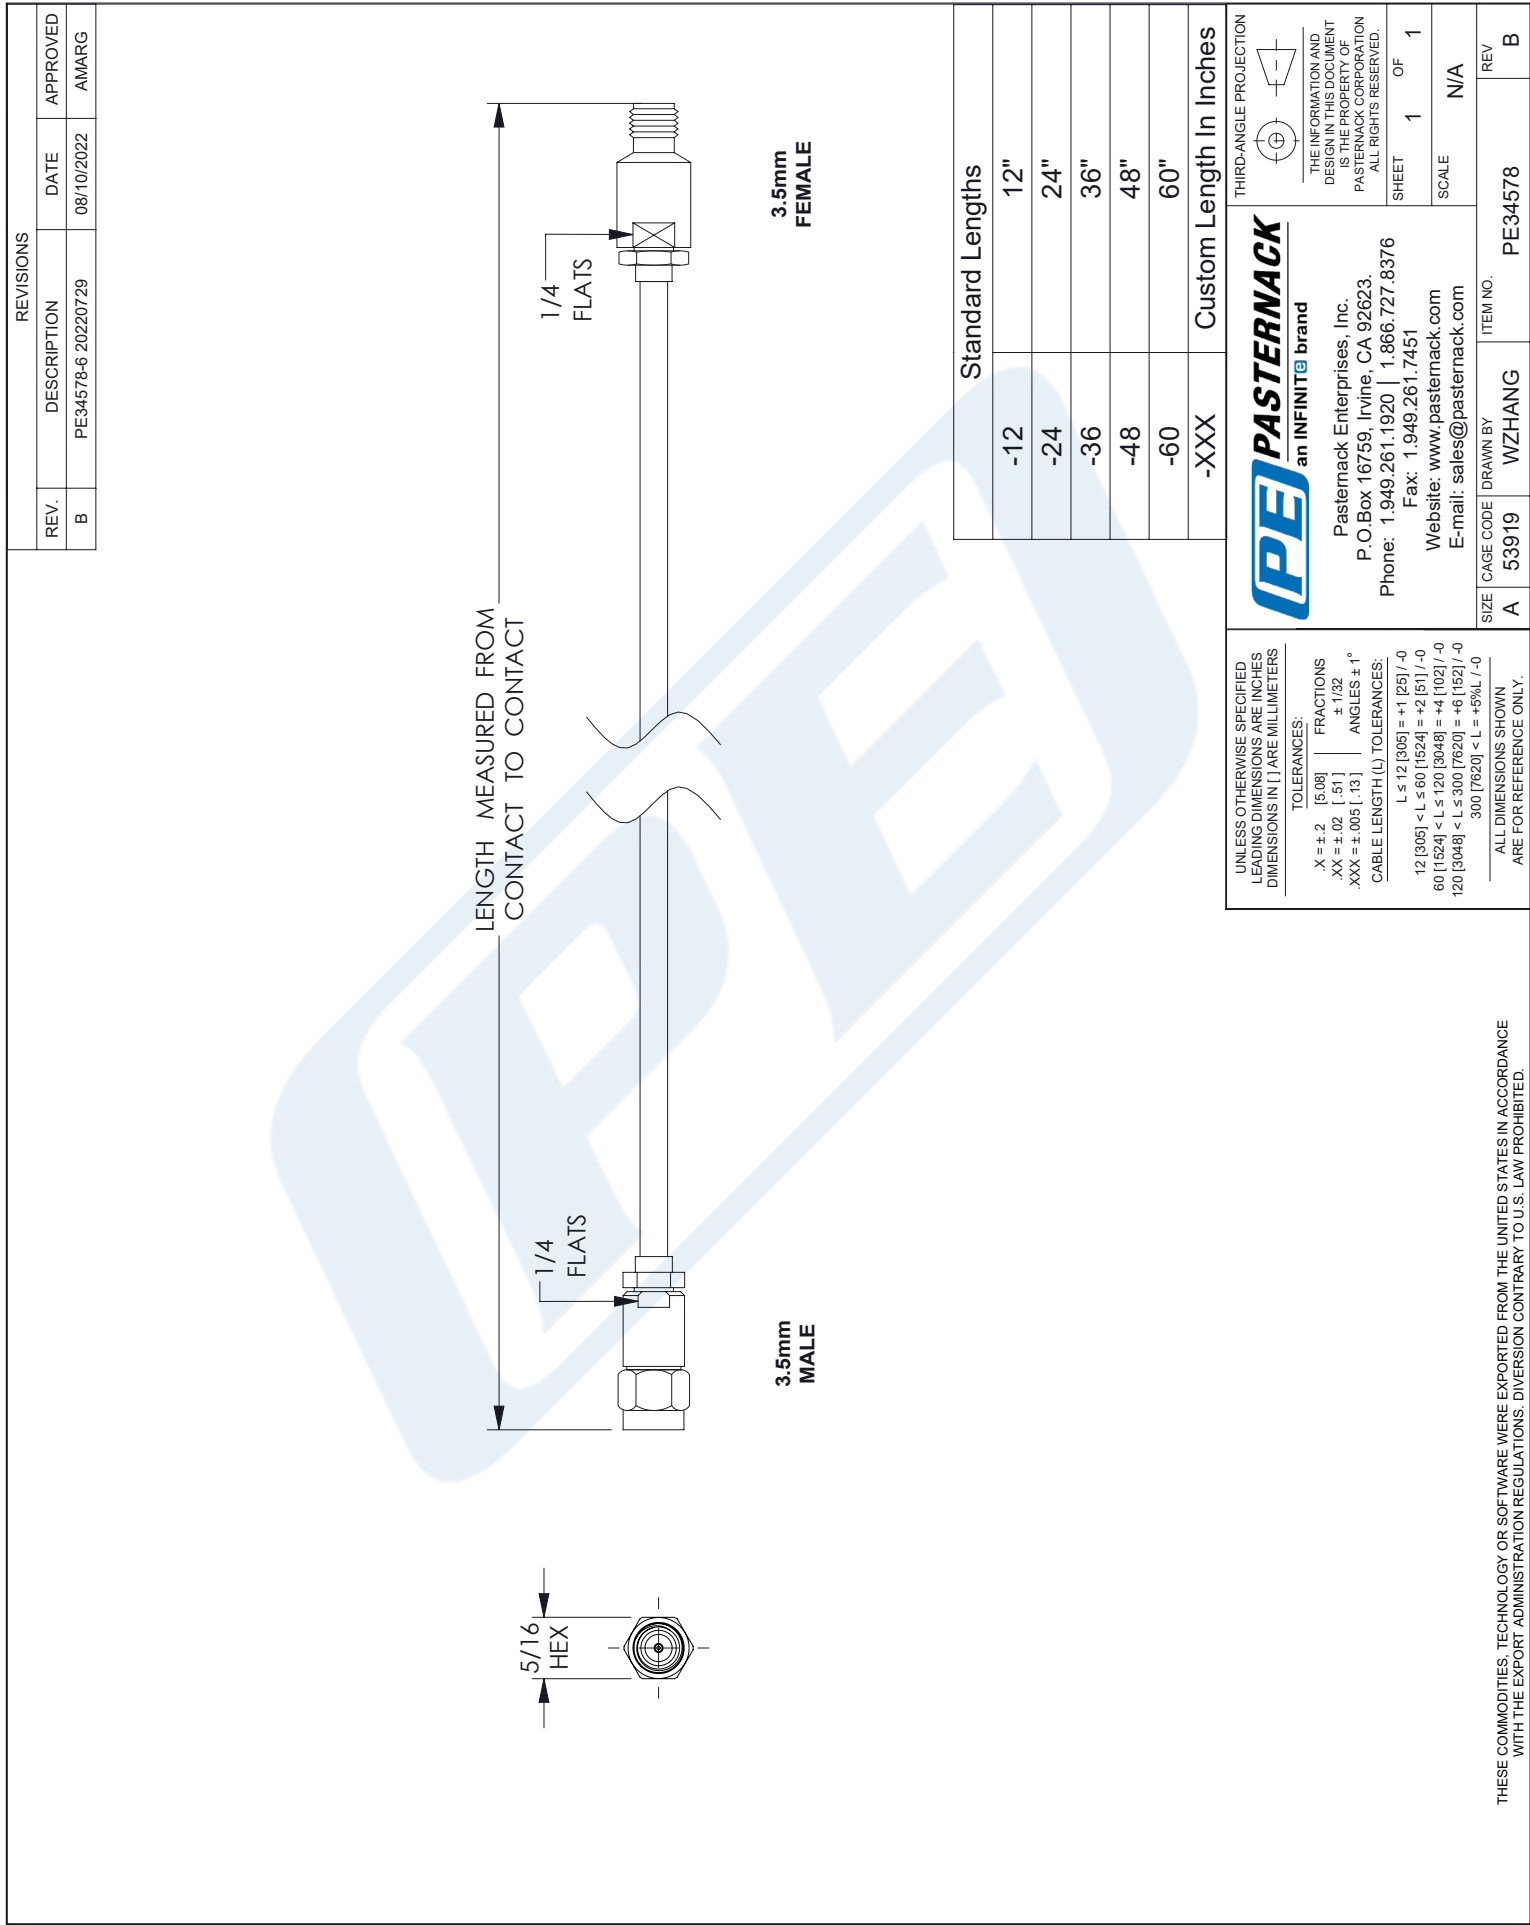 REVISIONS
REV. DESCRIPTION DATE APPROVED
B PE34578-6 20220729 08/10/2022 AMARG
LENGTH MEASURED FROM
CONTACT TO CONTACT
5/16
HEX
1/4
FLATS
1/4
FLATS
3.5mm
MALE
3.5mm
FEMALE
PE
Standard Lengths
-12 12"
-24 24"
-36 36"
-48 48"
-60 60"
-XXX Custom Length In Inches
UNLESS OTHERWISE SPECIFIED
LEADING DIMENSIONS ARE INCHES
DIMENSIONS IN [ ] ARE MILLIMETERS
TOLERANCES:
.X = ± .2 [5.08] FRACTIONS
.XX = ± .02 [ .51 ] ± 1/32
.XXX = ± .005 [ .13 ] ANGLES ± 1°
CABLE LENGTH (L) TOLERANCES:
L ≤ 12 [305] = +1 [25] / -0
12 [305] < L ≤ 60 [1524] = +2 [51] / -0
60 [1524] < L ≤ 120 [3048] = +4 [102] / -0
120 [3048] < L ≤ 300 [7620] = +6 [152] / -0
300 [7620] < L = +5%L / -0
ALL DIMENSIONS SHOWN
ARE FOR REFERENCE ONLY.
PE PASTERNACK
an INFINITe brand
Pasternack Enterprises, Inc.
P.O.Box 16759, Irvine, CA 92623.
Phone: 1.949.261.1920 | 1.866.727.8376
Fax: 1.949.261.7451
Website: www.pasternack.com
E-mail: sales@pasternack.com
THIRD-ANGLE PROJECTION
THE INFORMATION AND
DESIGN IN THIS DOCUMENT
IS THE PROPERTY OF
PASTERNACK CORPORATION
ALL RIGHTS RESERVED.
SHEET 1 OF 1
SCALE N/A
SIZE A
CAGE CODE 53919
DRAWN BY WZHANG
ITEM NO. PE34578
REV B
THESE COMMODITIES, TECHNOLOGY OR SOFTWARE WERE EXPORTED FROM THE UNITED STATES IN ACCORDANCE
WITH THE EXPORT ADMINISTRATION REGULATIONS. DIVERSION CONTRARY TO U.S. LAW PROHIBITED.